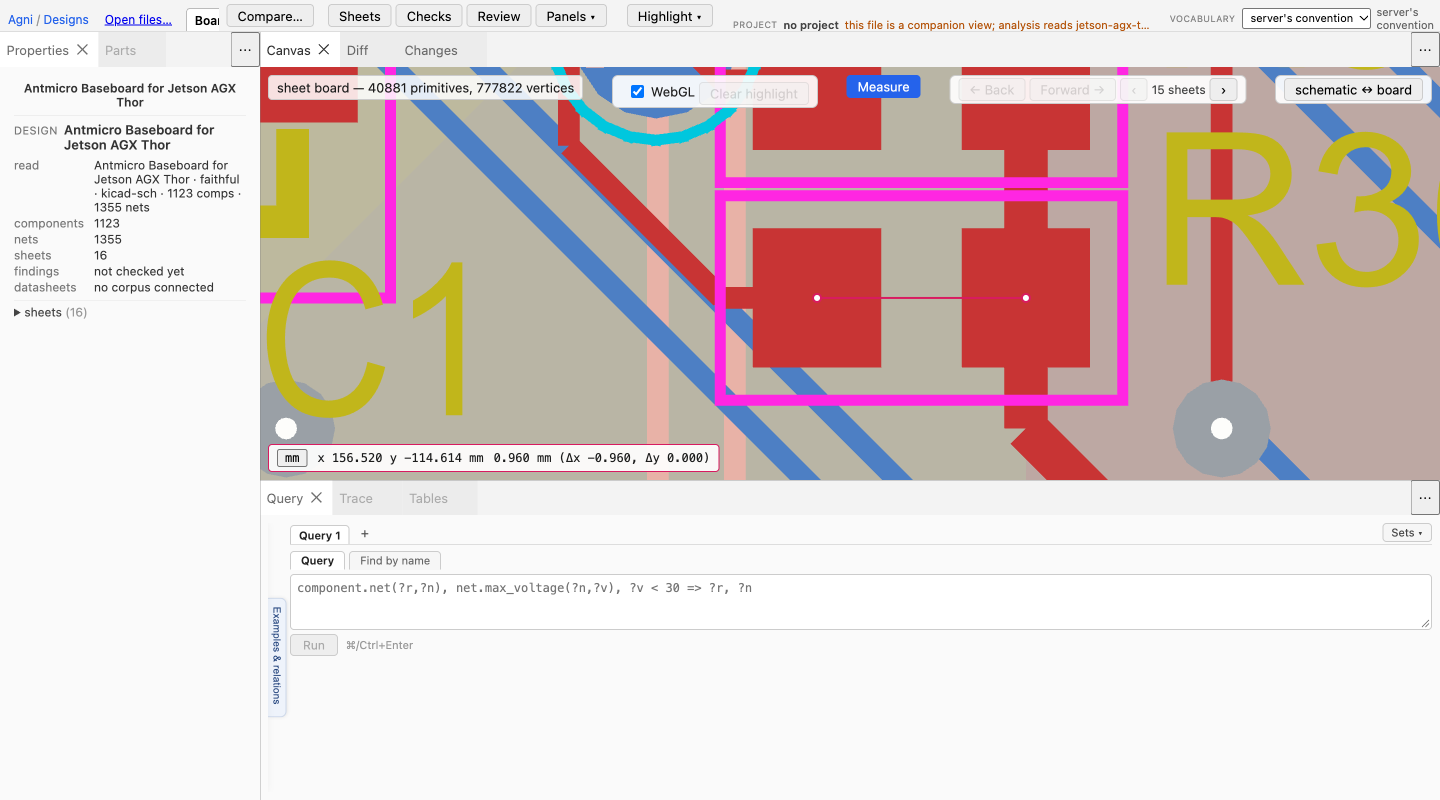 Agni / Designs Open files... Boar Compare... Sheets Checks Review Panels ▾ Highlight ▾ PROJECT no project this file is a companion view; analysis reads jetson-agx-t... VOCABULARY server's convention server's convention
Properties Parts ... Canvas Diff Changes ...
Antmicro Baseboard for Jetson AGX
Thor
DESIGN Antmicro Baseboard for
Jetson AGX Thor
read Antmicro Baseboard for
Jetson AGX Thor · faithful
· kicad-sch · 1123 comps ·
1355 nets
components 1123
nets 1355
sheets 16
findings not checked yet
datasheets no corpus connected
▶ sheets (16)
sheet board — 40881 primitives, 777822 vertices WebGL Clear highlight Measure ← Back Forward → ‹ 15 sheets › schematic ↔ board
C1
mm x 156.520 y −114.614 mm 0.960 mm (Δx −0.960, Δy 0.000)
Query Trace Tables ...
Query 1 + Sets ▾
Query Find by name
component.net(?r,?n), net.max_voltage(?n,?v), ?v < 30 => ?r, ?n
Run ⌘/Ctrl+Enter
Examples & relations